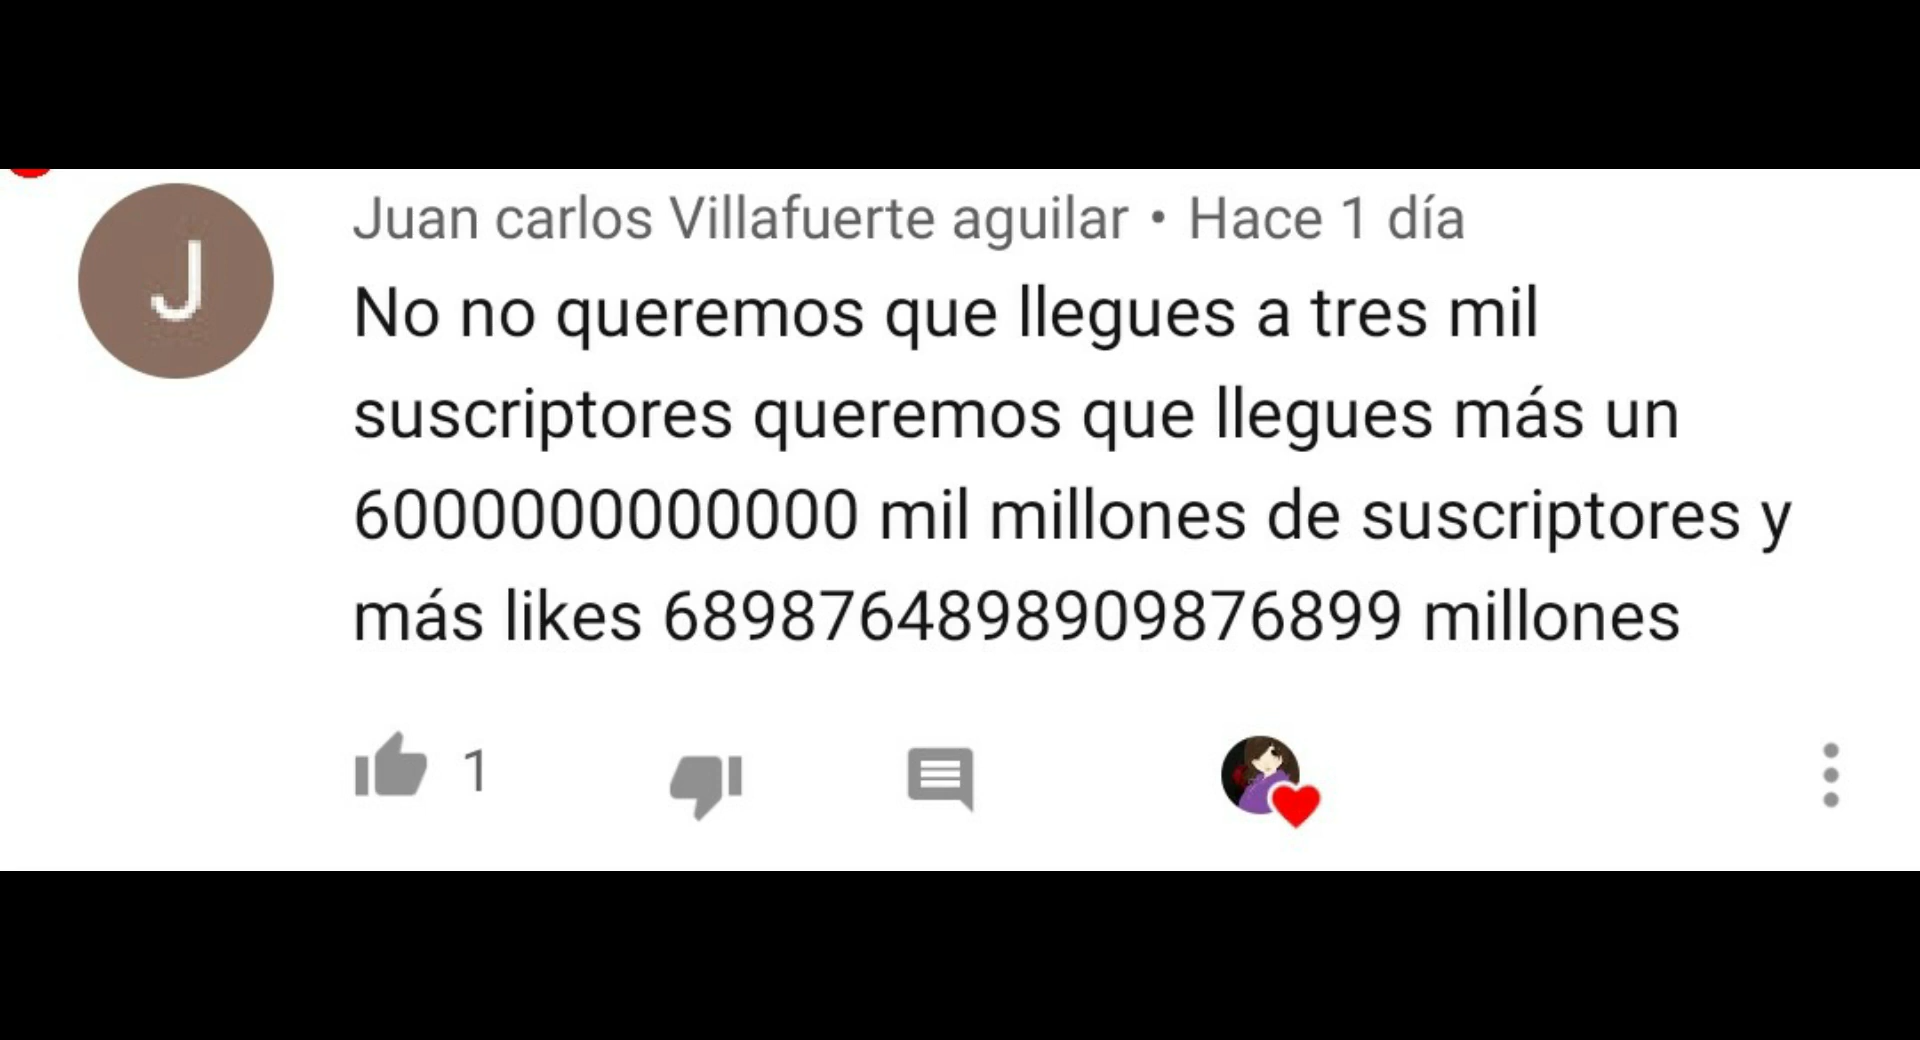 J
Juan carlos Villafuerte aguilar • Hace 1 día
No no queremos que llegues a tres mil
suscriptores queremos que llegues más un
6000000000000 mil millones de suscriptores y
más likes 6898764898909876899 millones
1